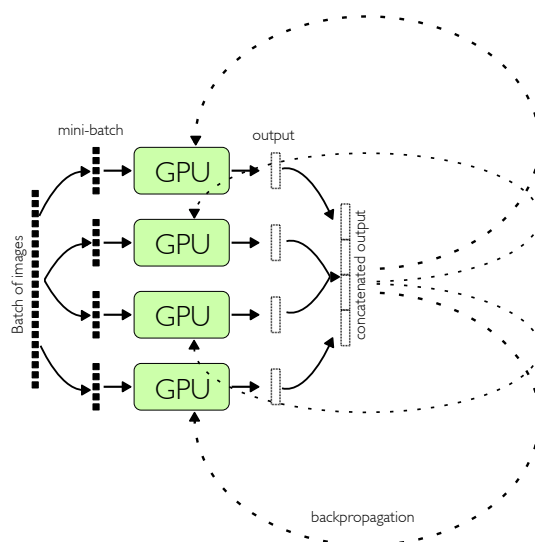 mini-batch
output
GPU
GPU
GPU
GPU
Batch of images
concatenated output
backpropagation